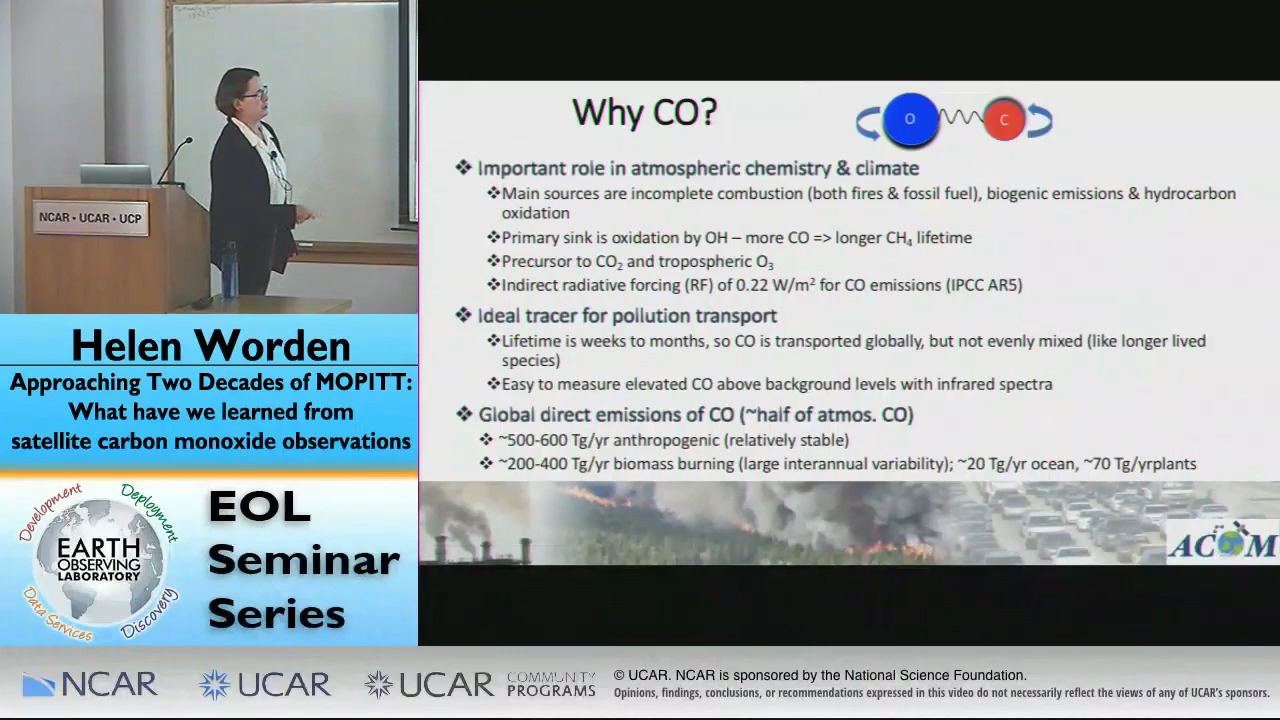 NCAR • UCAR • UCP
Helen Worden
Approaching Two Decades of MOPITT:
What have we learned from
satellite carbon monoxide observations
Development
Deployment
EARTH
OBSERVING
LABORATORY
Data Services
Discovery
EOL
Seminar
Series
Why CO?
O
C
❖ Important role in atmospheric chemistry & climate
❖Main sources are incomplete combustion (both fires & fossil fuel), biogenic emissions & hydrocarbon
oxidation
❖Primary sink is oxidation by OH – more CO => longer CH₄ lifetime
❖Precursor to CO₂ and tropospheric O₃
❖Indirect radiative forcing (RF) of 0.22 W/m² for CO emissions (IPCC AR5)
❖ Ideal tracer for pollution transport
❖Lifetime is weeks to months, so CO is transported globally, but not evenly mixed (like longer lived
species)
❖Easy to measure elevated CO above background levels with infrared spectra
❖ Global direct emissions of CO (~half of atmos. CO)
❖ ~500-600 Tg/yr anthropogenic (relatively stable)
❖ ~200-400 Tg/yr biomass burning (large interannual variability); ~20 Tg/yr ocean, ~70 Tg/yrplants
ACOM
NCAR
UCAR
UCAR
COMMUNITY
PROGRAMS
© UCAR. NCAR is sponsored by the National Science Foundation.
Opinions, findings, conclusions, or recommendations expressed in this video do not necessarily reflect the views of any of UCAR's sponsors.